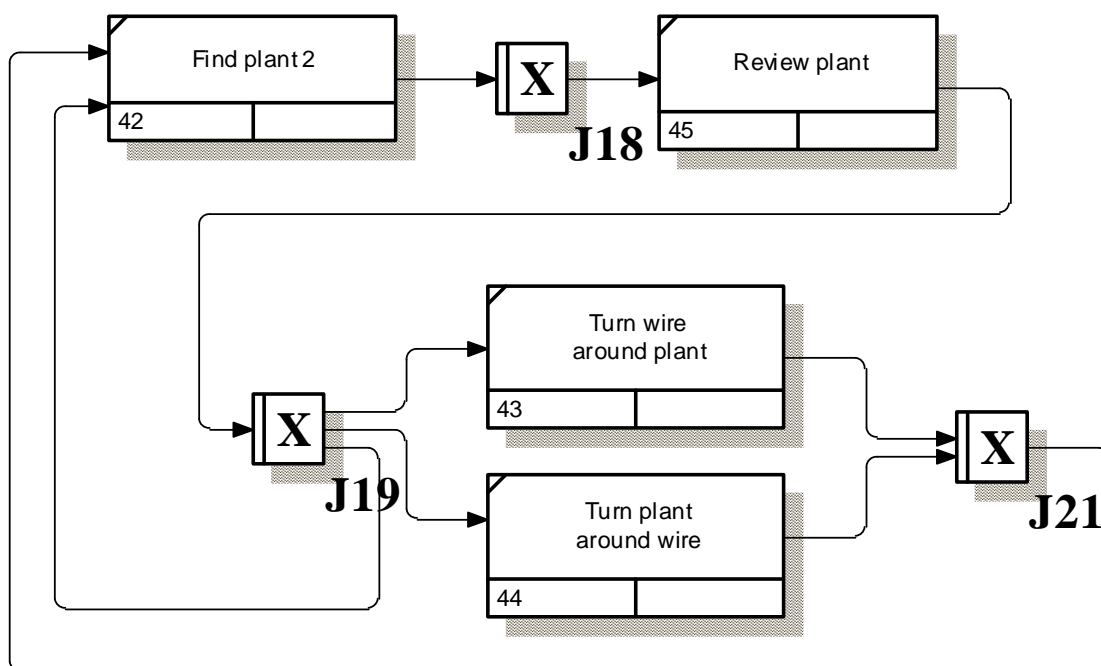 Find plant 2
42
X
J18
Review plant
45
Turn wire
around plant
43
X
J19
Turn plant
around wire
44
X
J21